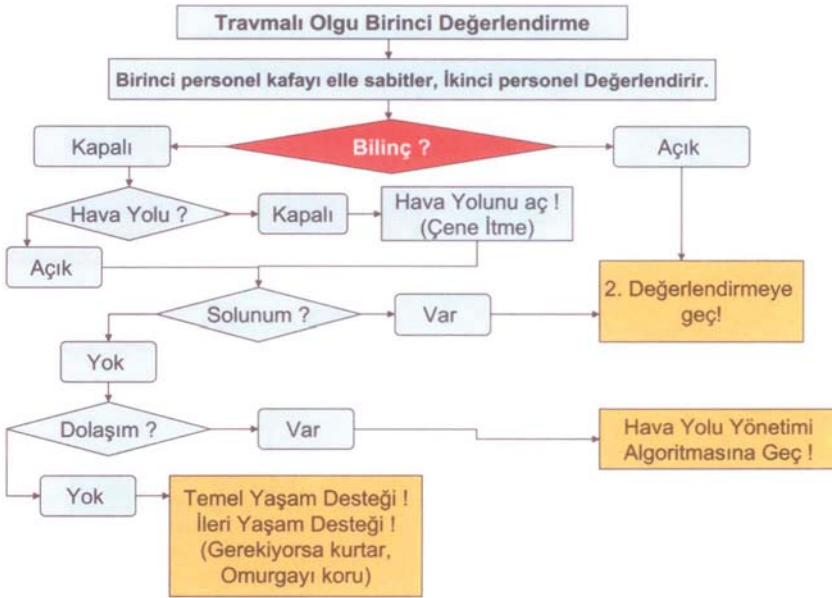 Travmalı Olgu Birinci Değerlendirme
Birinci personel kafayı elle sabitler, İkinci personel Değerlendirir.
Kapalı
Bilinç ?
Açık
Hava Yolu ?
Kapalı
Hava Yolunu aç !
(Çene İtme)
Açık
Solunum ?
Var
2. Değerlendirmeye
geç!
Yok
Dolaşım ?
Var
Hava Yolu Yönetimi
Algoritmasına Geç !
Yok
Temel Yaşam Desteği !
İleri Yaşam Desteği !
(Gerekiyorsa kurtar,
Omurgayı koru)